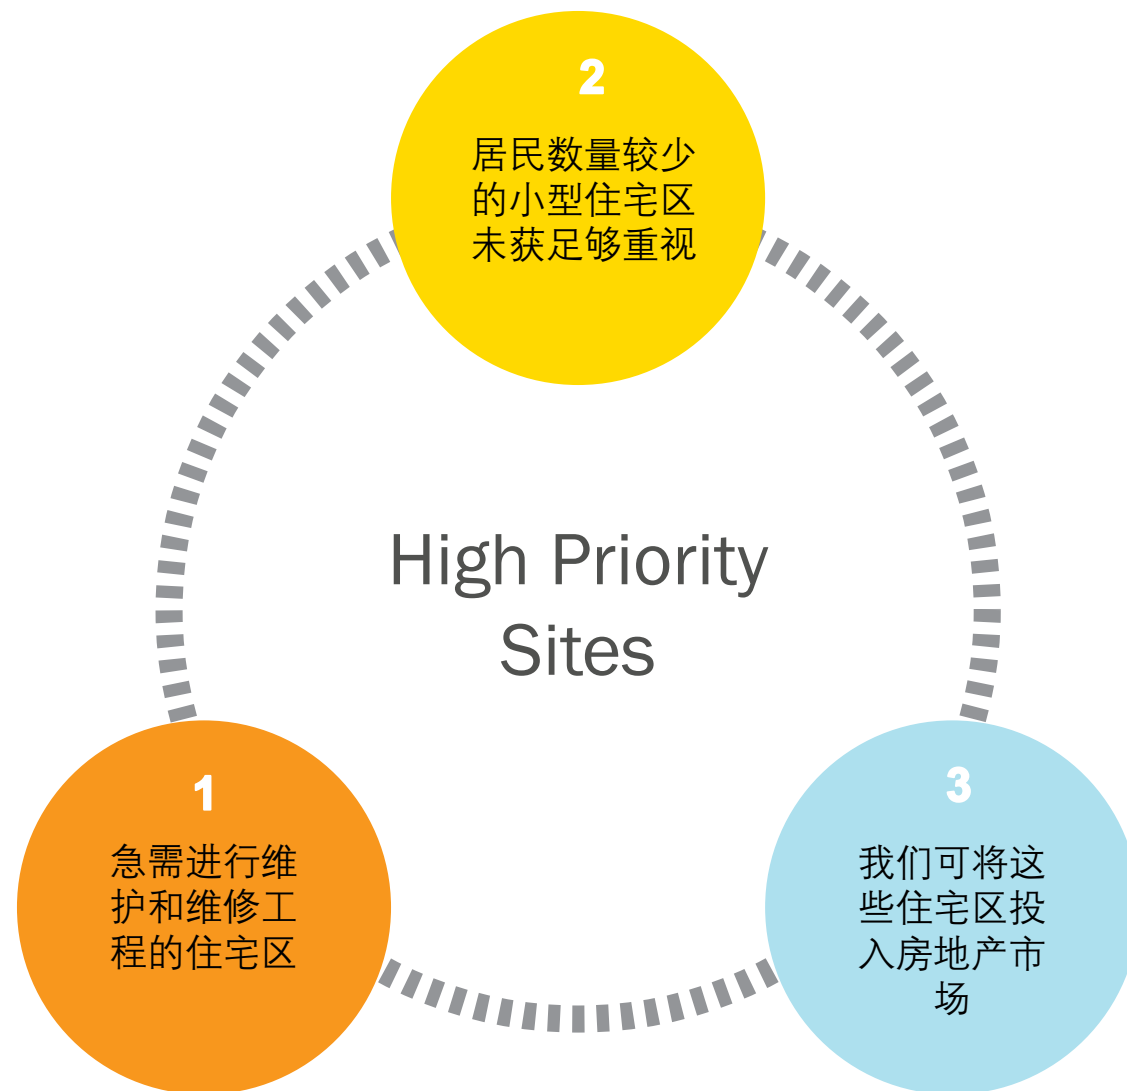 2
居民数量较少
的小型住宅区
未获足够重视
High Priority
Sites
1
急需进行维
护和维修工
程的住宅区
3
我们可将这
些住宅区投
入房地产市
场